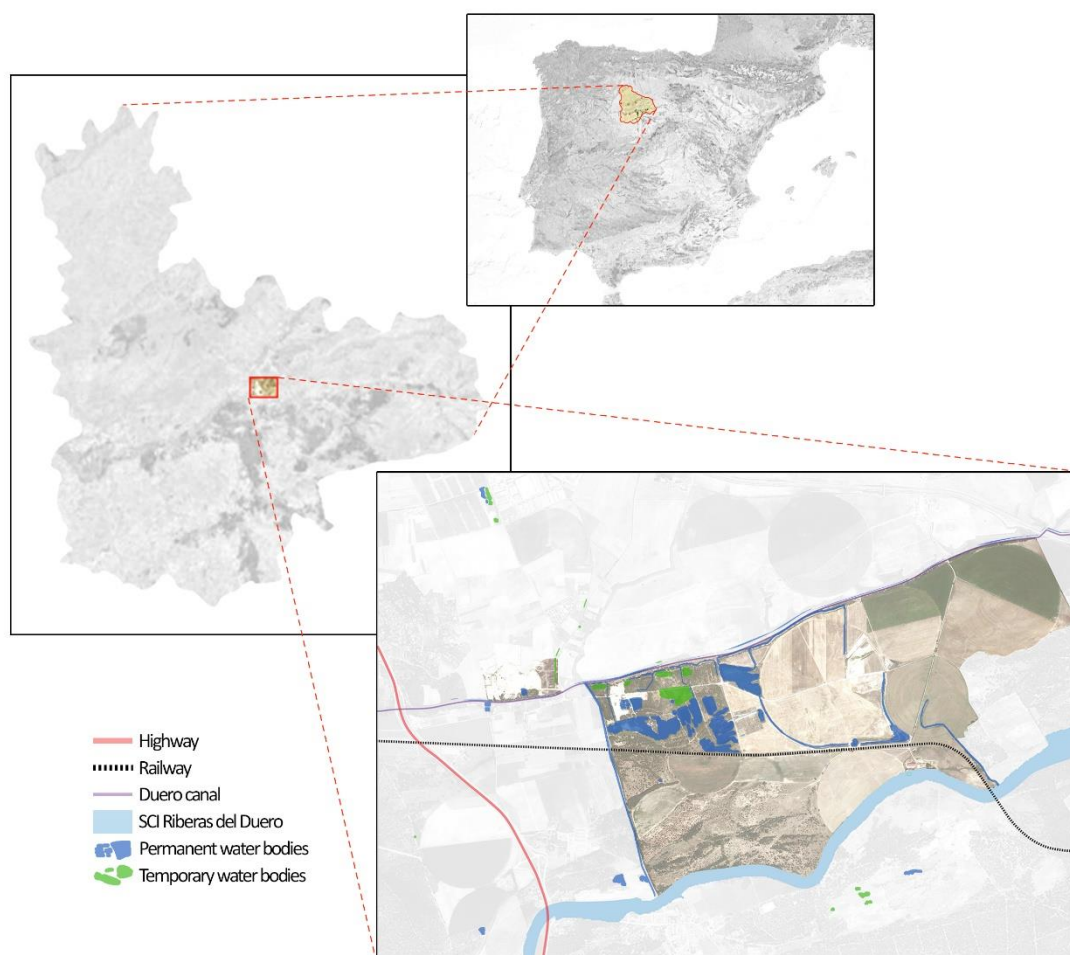 Highway
Railway
Duero canal
SCI Riberas del Duero
Permanent water bodies
Temporary water bodies